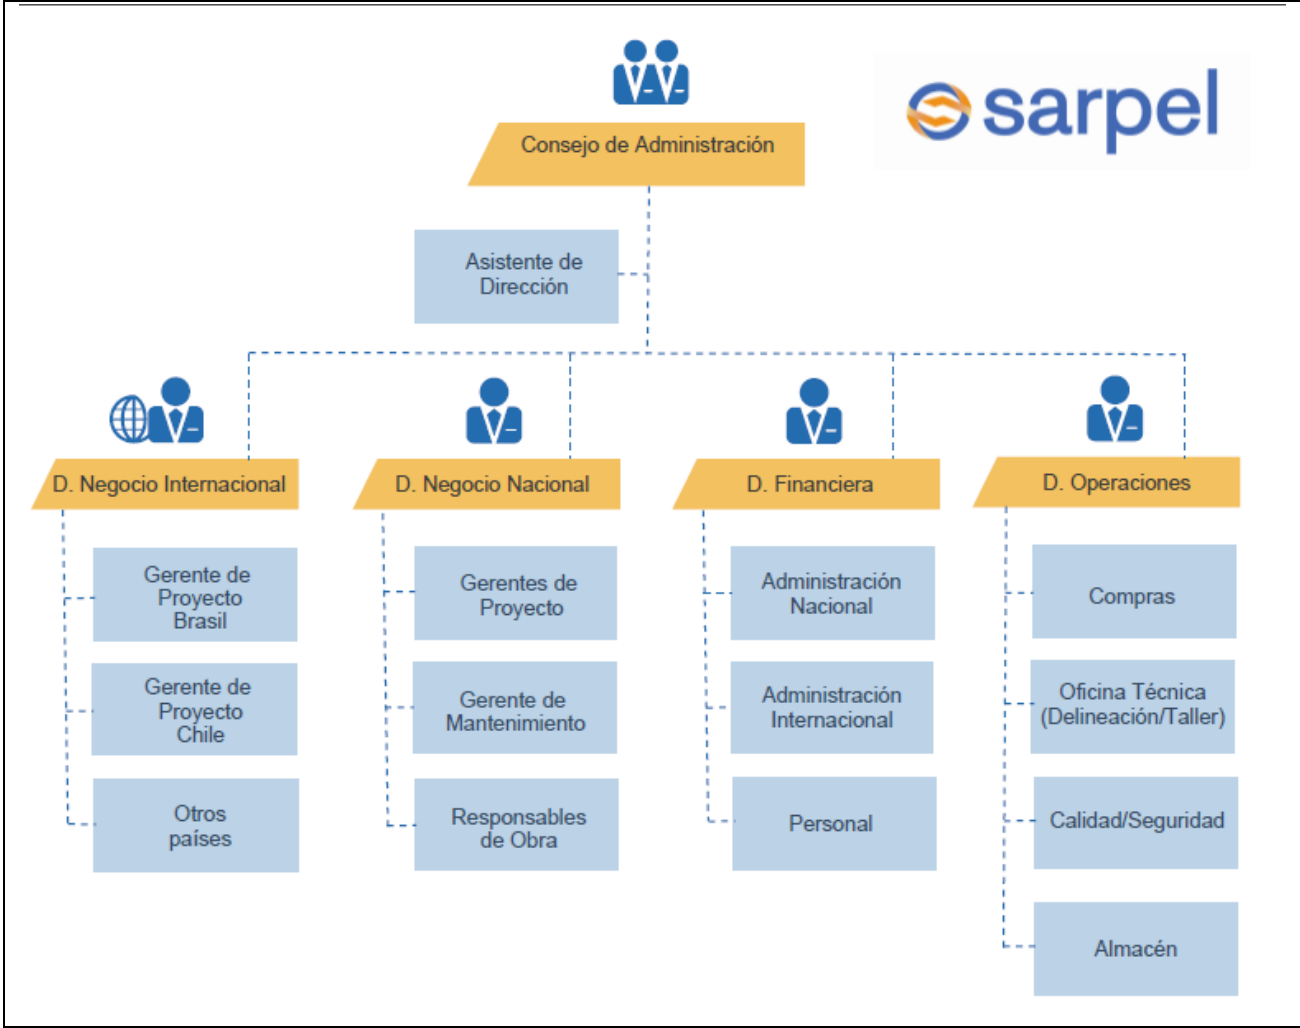 sarpel
Consejo de Administración
Asistente de
Dirección
D. Negocio Internacional
D. Negocio Nacional
D. Financiera
D. Operaciones
Gerente de
Proyecto
Brasil
Gerente de
Proyecto
Chile
Otros
países
Gerentes de
Proyecto
Gerente de
Mantenimiento
Responsables
de Obra
Administración
Nacional
Administración
Internacional
Personal
Compras
Oficina Técnica
(Delineación/Taller)
Calidad/Seguridad
Almacén